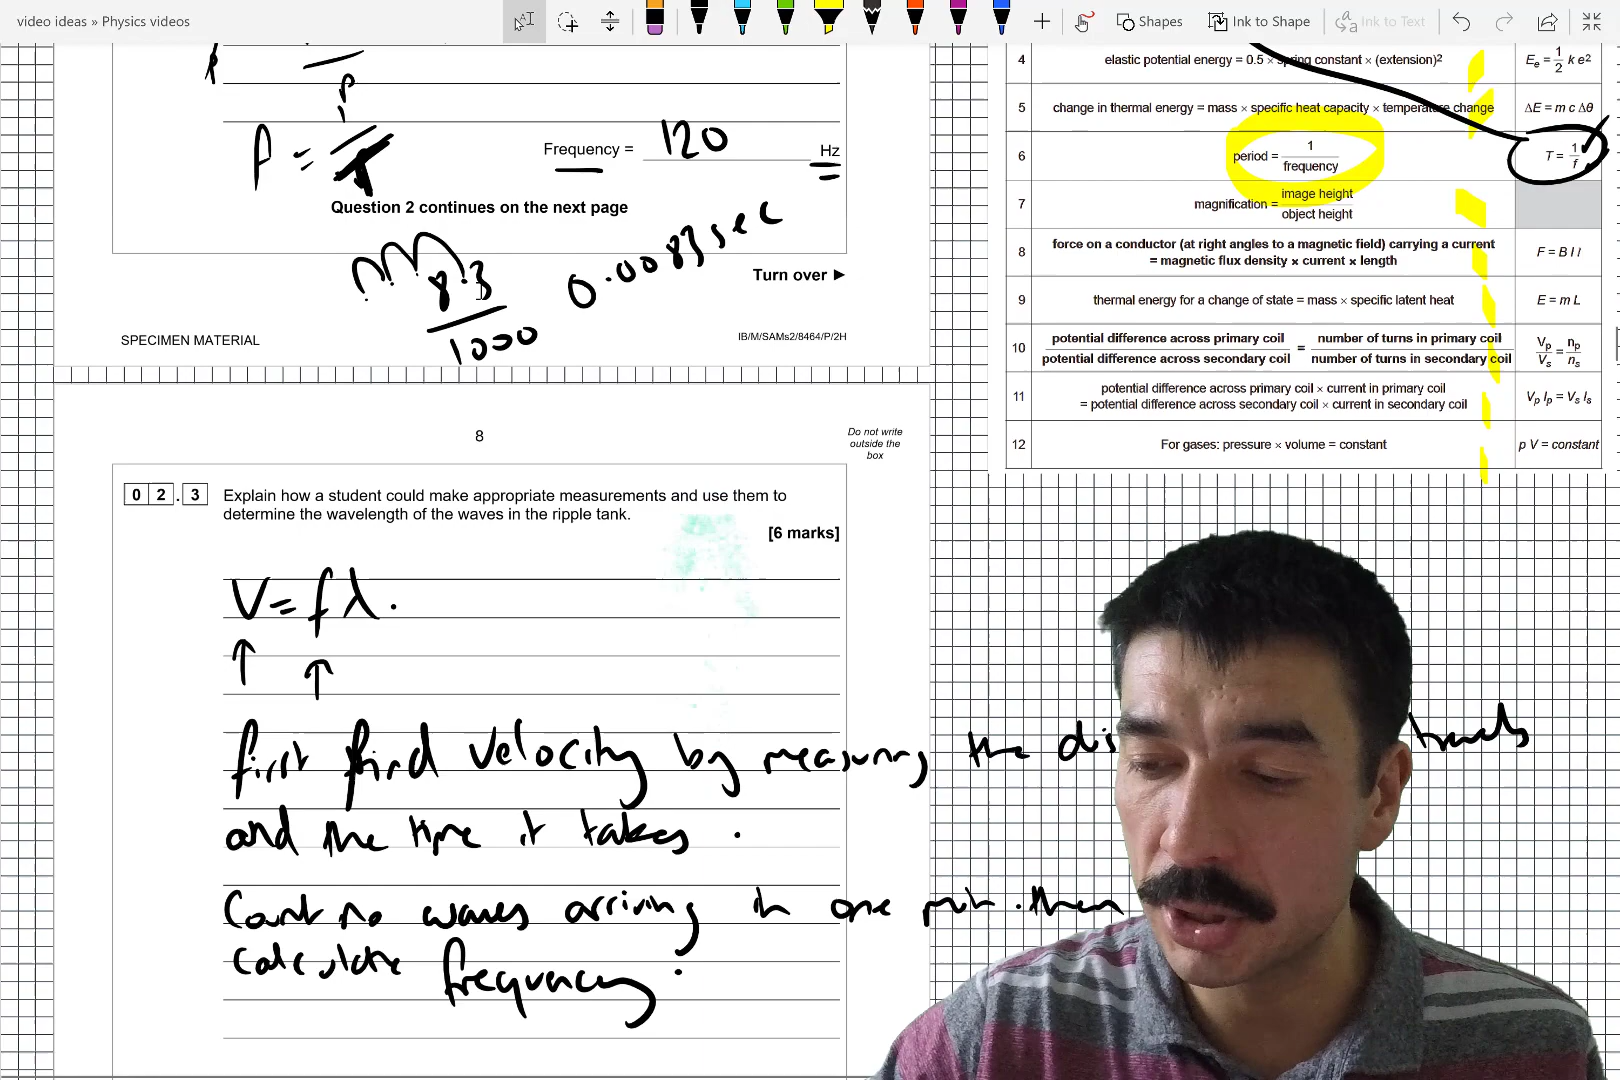 video ideas » Physics videos
Shapes
Ink to Shape
Ink to Text
Frequency = 120 Hz
Question 2 continues on the next page
8.3
1000
0.0083 sec
Turn over ►
SPECIMEN MATERIAL
IB/M/SAMs2/8464/P/2H
8
Do not write
outside the
box
0 2 . 3 Explain how a student could make appropriate measurements and use them to
determine the wavelength of the waves in the ripple tank.
[6 marks]
V = fλ.
first find velocity by measuring the travels
and the time it takes.
Count no waves arriving in one min. then
calculate frequency.
4 elastic potential energy = 0.5 × spring constant × (extension)2 Ee = 1/2 k e2
5 change in thermal energy = mass × specific heat capacity × temperature change ΔE = m c Δθ
6 period = 1/frequency T = 1/f
7 magnification = image height/object height
8 force on a conductor (at right angles to a magnetic field) carrying a current
= magnetic flux density × current × length F = B I l
9 thermal energy for a change of state = mass × specific latent heat E = m L
10 potential difference across primary coil/potential difference across secondary coil = number of turns in primary coil/number of turns in secondary coil Vp/Vs = np/ns
11 potential difference across primary coil × current in primary coil
= potential difference across secondary coil × current in secondary coil Vp Ip = Vs Is
12 For gases: pressure × volume = constant p V = constant